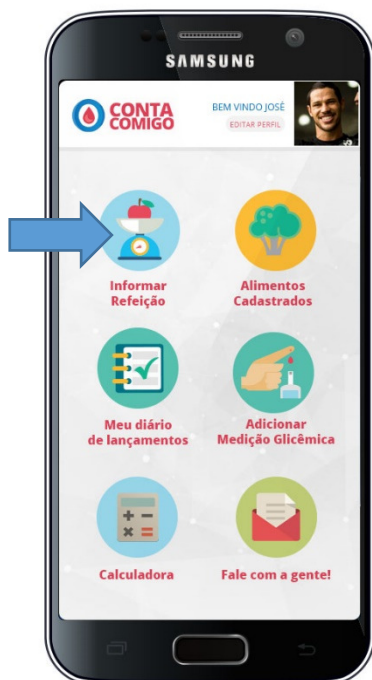 SAMSUNG
CONTA
COMIGO
BEM VINDO JOSÉ
EDITAR PERFIL
Informar
Refeição
Alimentos
Cadastrados
Meu diário
de lançamentos
Adicionar
Medição Glicêmica
Calculadora
Fale com a gente!